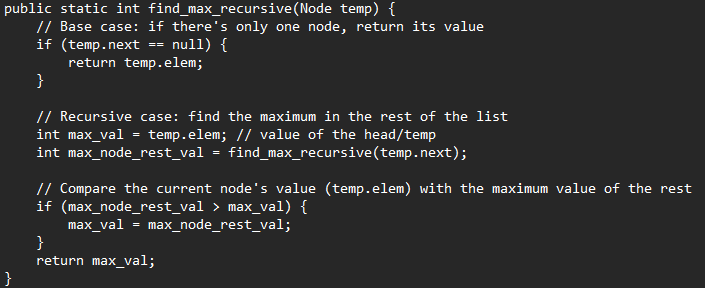 public static int find_max_recursive(Node temp) {
    // Base case: if there's only one node, return its value
    if (temp.next == null) {
        return temp.elem;
    }

    // Recursive case: find the maximum in the rest of the list
    int max_val = temp.elem; // value of the head/temp
    int max_node_rest_val = find_max_recursive(temp.next);

    // Compare the current node's value (temp.elem) with the maximum value of the rest
    if (max_node_rest_val > max_val) {
        max_val = max_node_rest_val;
    }
    return max_val;
}